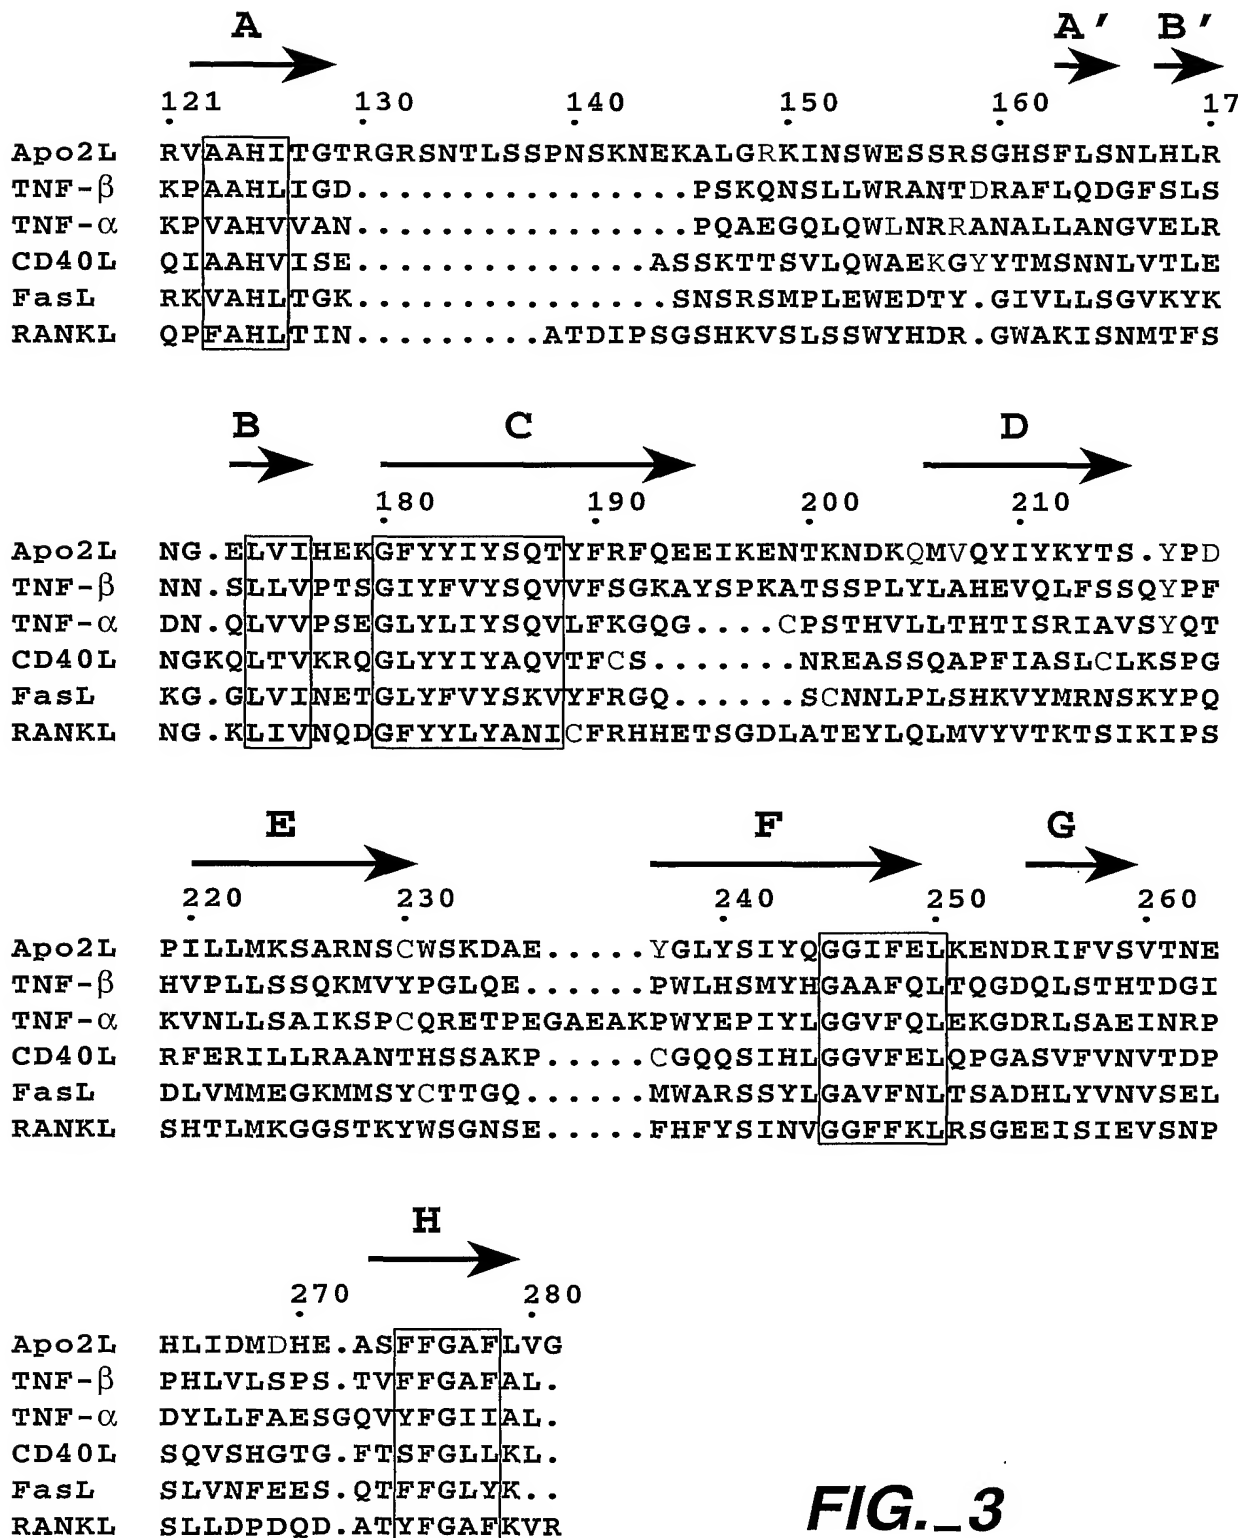 A A' B'
121 130 140 150 160 17
Apo2L RVAAHITGTRGRSNTLSSPNSKNEKALGRKINSWESSRSGHSFLSNLHLR
TNF-β KPAAHLIGD................PSKQNSLLWRANTDRAFLQDGFSLS
TNF-α KPVAHVVAN................PQAEGQLQWLNRRANALLANGVELR
CD40L QIAAHVISE..............ASSKTTSVLQWAEKGYYTMSNNLVTLE
FasL RKVAHLTGK...............SNSRSMPLEWEDTY.GIVLLSGVKYK
RANKL QPFAHLTIN.........ATDIPSGSHKVSLSSWYHDR.GWAKISNMTFS
B C D
180 190 200 210
Apo2L NG.ELVIHEKGFYYIYSQTYFRFQEEIKENTKNDKQMVQYIYKYTS.YPD
TNF-β NN.SLLVPTSGIYFVYSQVVFSGKAYSPKATSSPLYLAHEVQLFSSQYPF
TNF-α DN.QLVVPSEGLYLIYSQVLFKGQG....CPSTHVLLTHTISRIAVSYQT
CD40L NGKQLTVKRQGLYYIYAQVTFCS.......NREASSQAPFIASLCLKSPG
FasL KG.GLVINETGLYFVYSKVYFRGQ......SCNNLPLSHKVYMRNSKYPQ
RANKL NG.KLIVNQDGFYYLYANICFRHHETSGDLATEYLQLMVYVTKTSIKIPS
E F G
220 230 240 250 260
Apo2L PILLMKSARNSCWSKDAE.....YGLYSIYQGGIFELKENDRIFVSVTNE
TNF-β HVPLLSSQKMVYPGLQE......PWLHSMYHGAAFQLTQGDQLSTHTDGI
TNF-α KVNLLSAIKSPCQRETPEGAEAKPWYEPIYLGGVFQLEKGDRLSAEINRP
CD40L RFERILLRAANTHSSAKP.....CGQQSIHLGGVFELQPGASVFVNVTDP
FasL DLVMMEGKMMSYCTTGQ......MWARSSYLGAVFNLTSADHLYVNVSEL
RANKL SHTLMKGGSTKYWSGNSE.....FHFYSINVGGFFKLRSGEEISIEVSNP
H
270 280
Apo2L HLIDMDHE.ASFFGAFLVG
TNF-β PHLVLSPS.TVFFGAFAL.
TNF-α DYLLFAESGQVYFGIIAL.
CD40L SQVSHGTG.FTSFGLLKL.
FasL SLVNFEES.QTFFGLYK..
RANKL SLLDPDQD.ATYFGAFKVR
FIG._3